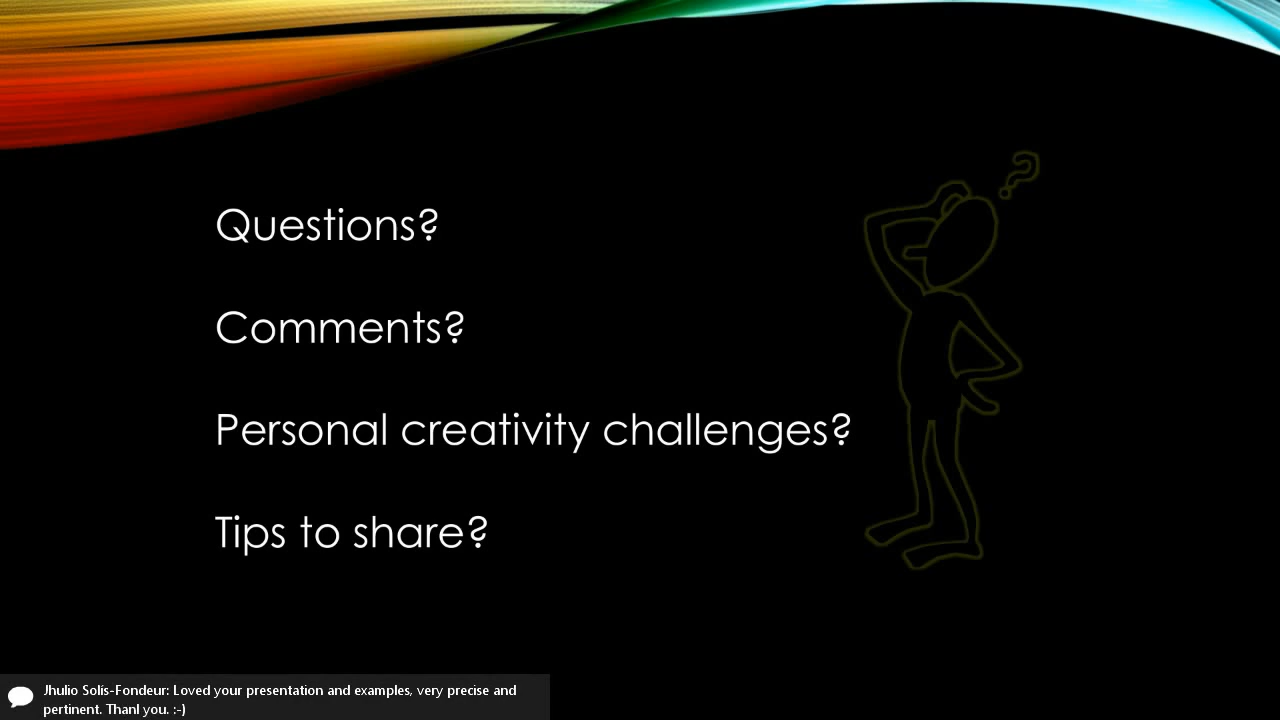 Questions?
Comments?
Personal creativity challenges?
Tips to share?
?
Jhulio Solís-Fondeur: Loved your presentation and examples, very precise and
pertinent. Thanl you. :-)